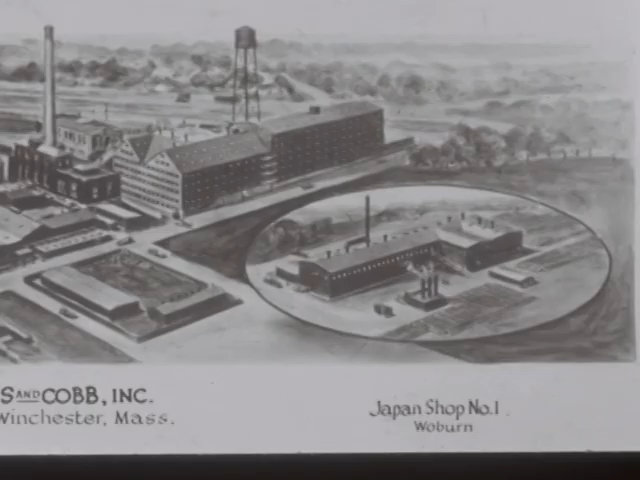 S AND COBB, INC.
Winchester, Mass.
Japan Shop No.1
Woburn